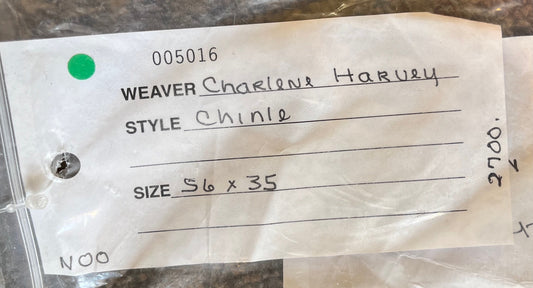 005016
WEAVER Charlene Harvey
STYLE Chinle
SIZE 56 x 35
2700.
NOO